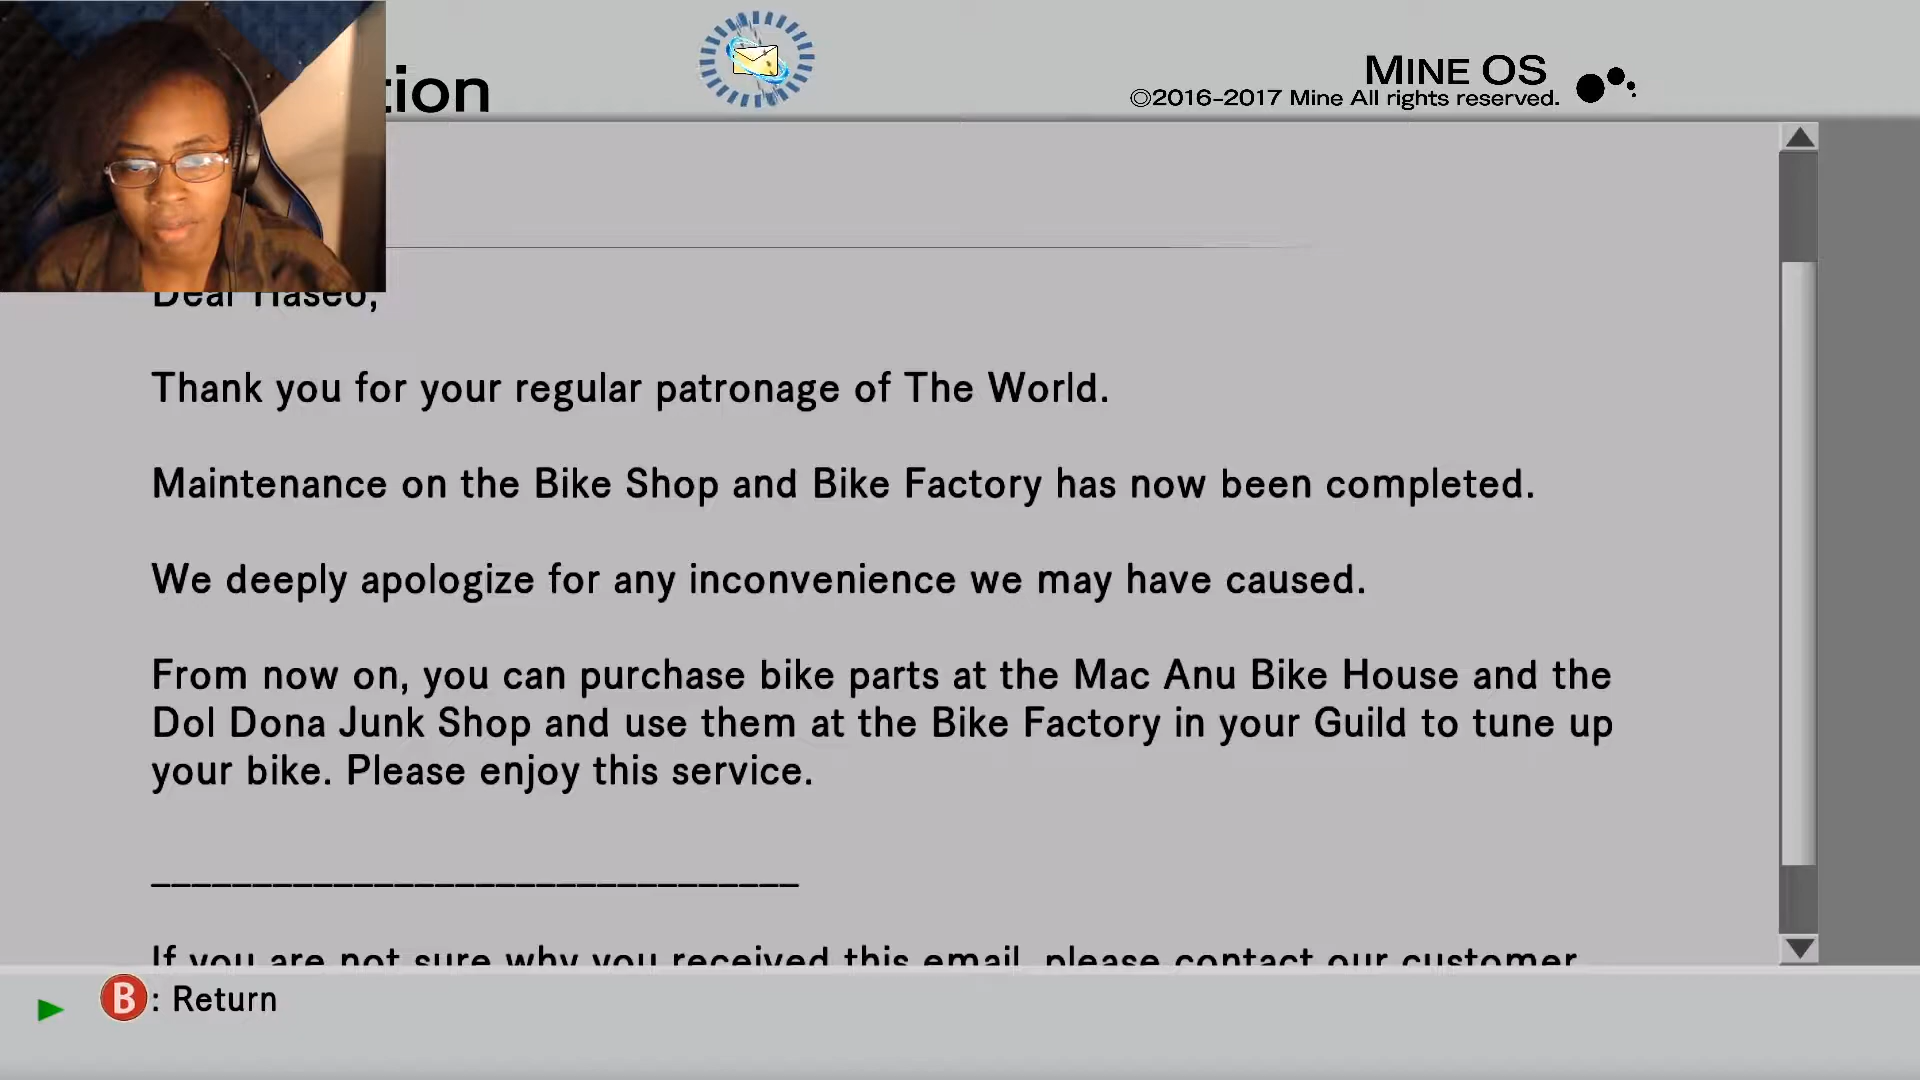 tion
MINE OS
©2016-2017 Mine All rights reserved.
Dear Haseo,
Thank you for your regular patronage of The World.
Maintenance on the Bike Shop and Bike Factory has now been completed.
We deeply apologize for any inconvenience we may have caused.
From now on, you can purchase bike parts at the Mac Anu Bike House and the
Dol Dona Junk Shop and use them at the Bike Factory in your Guild to tune up
your bike. Please enjoy this service.
________________________________
If you are not sure why you received this email, please contact our customer
B: Return